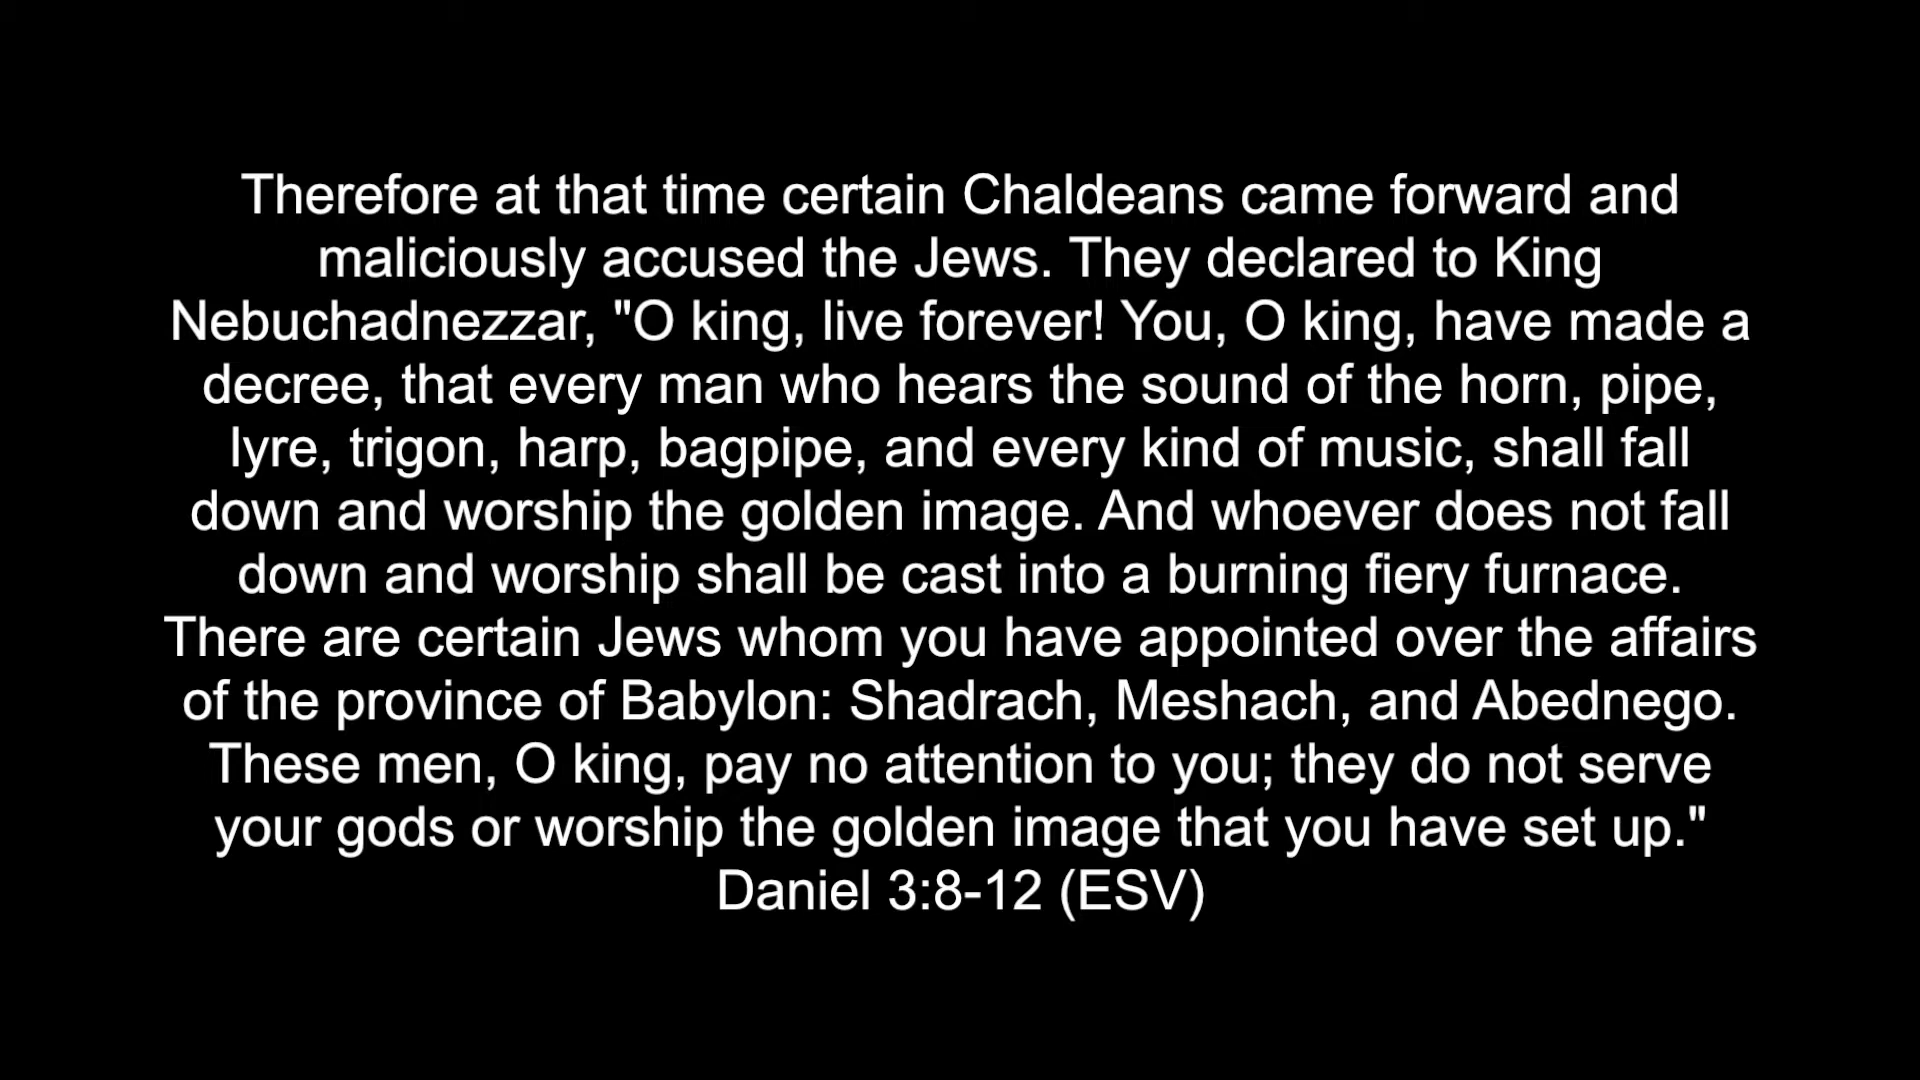 Therefore at that time certain Chaldeans came forward and
maliciously accused the Jews. They declared to King
Nebuchadnezzar, "O king, live forever! You, O king, have made a
decree, that every man who hears the sound of the horn, pipe,
lyre, trigon, harp, bagpipe, and every kind of music, shall fall
down and worship the golden image. And whoever does not fall
down and worship shall be cast into a burning fiery furnace.
There are certain Jews whom you have appointed over the affairs
of the province of Babylon: Shadrach, Meshach, and Abednego.
These men, O king, pay no attention to you; they do not serve
your gods or worship the golden image that you have set up."
Daniel 3:8-12 (ESV)